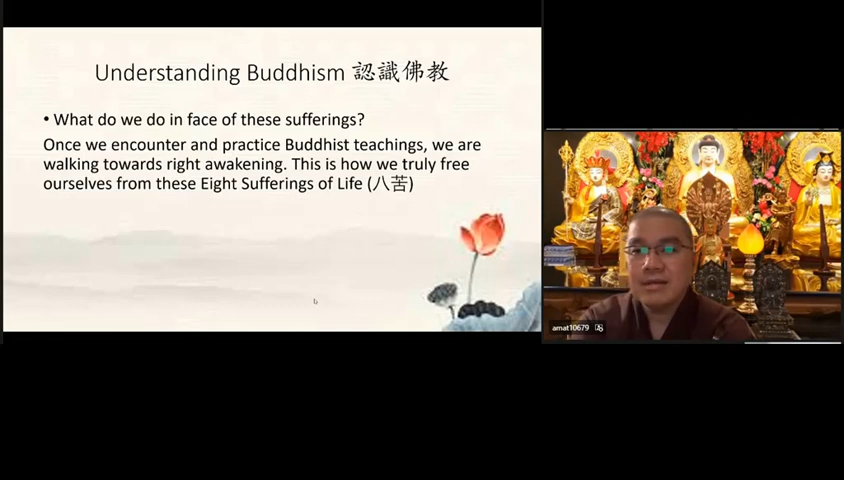 Understanding Buddhism 認識佛教
• What do we do in face of these sufferings?
Once we encounter and practice Buddhist teachings, we are
walking towards right awakening. This is how we truly free
ourselves from these Eight Sufferings of Life (八苦)
amat10679